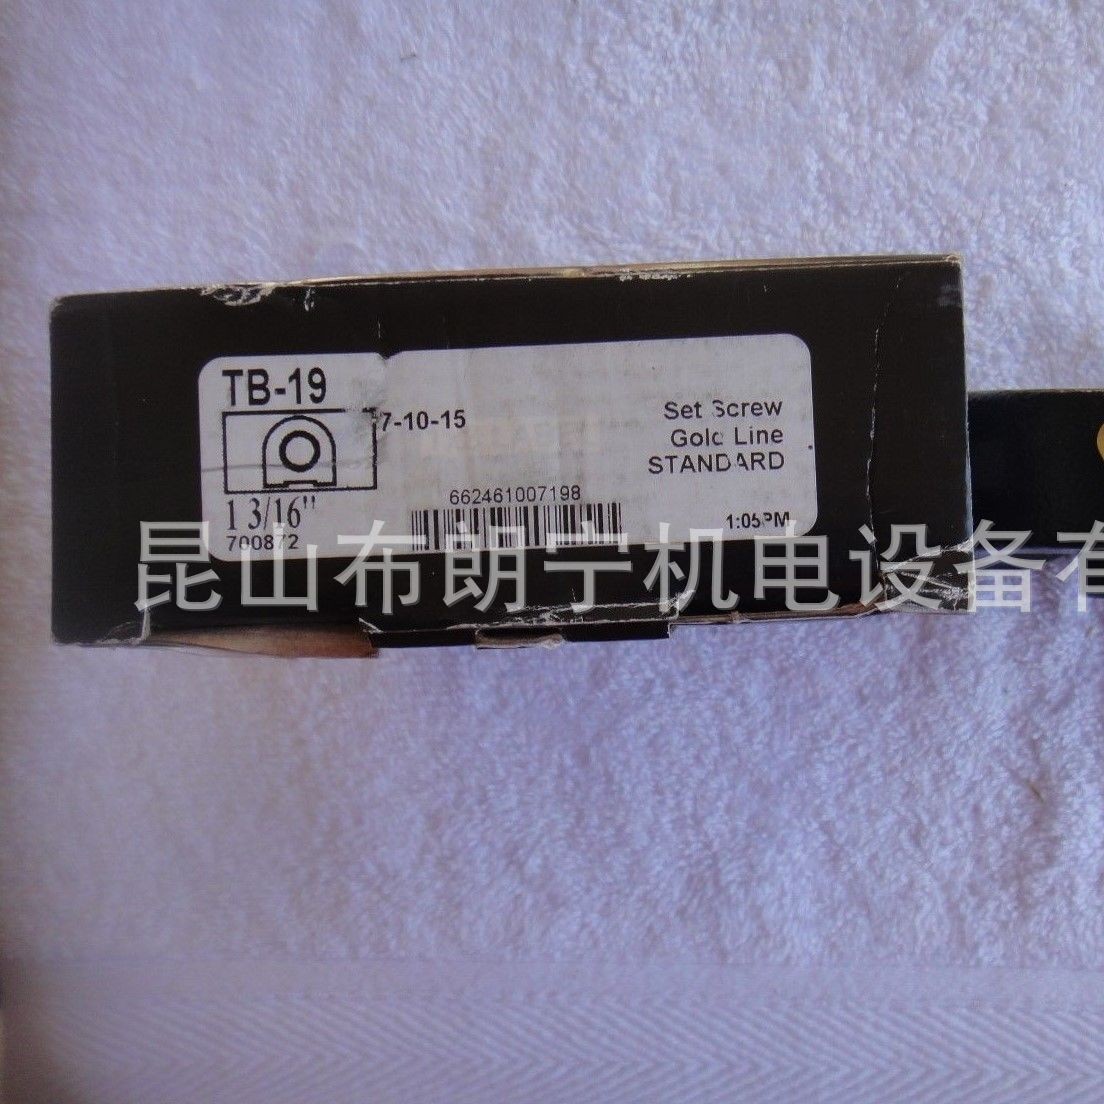 TB-19
7-10-15
Set Screw
Gold Line
STANDARD
1 3/16"
700872
662461007198
1:05PM
昆山布朗宁机电设备有